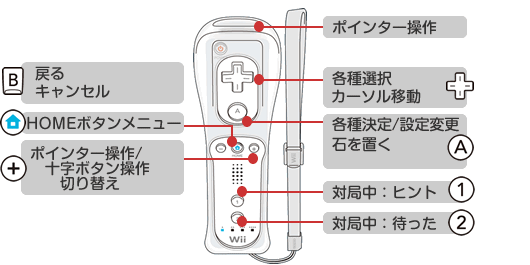 ポインター操作
B
戻る
キャンセル
各種選択
カーソル移動
HOMEボタンメニュー
A
各種決定/設定変更
石を置く
A
ポインター操作/
十字ボタン操作
切り替え
HOME
対局中：ヒント
1
1
対局中：待った
2
Wii